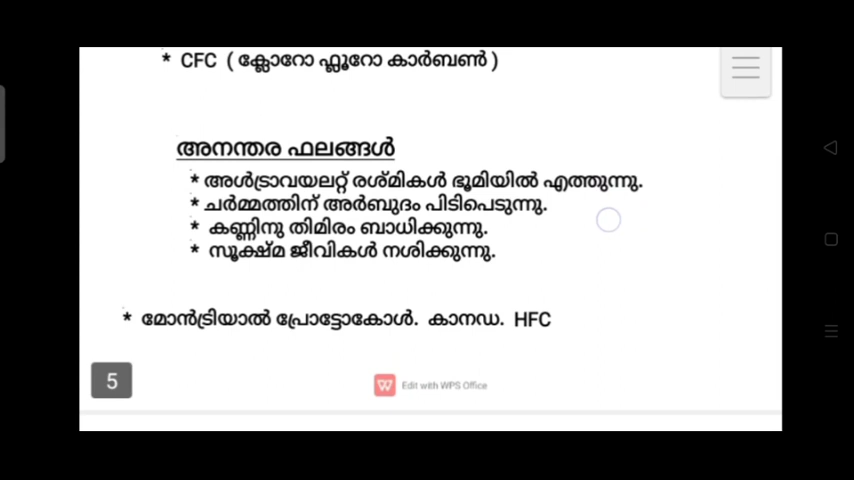 * CFC ( ക്ലോറോ ഫ്ലൂറോ കാർബൺ )
അനന്തര ഫലങ്ങൾ
* അൾട്രാവയലറ്റ് രശ്മികൾ ഭൂമിയിൽ എത്തുന്നു.
* ചർമ്മത്തിന് അർബുദം പിടിപെടുന്നു.
* കണ്ണിനു തിമിരം ബാധിക്കുന്നു.
* സൂക്ഷ്മ ജീവികൾ നശിക്കുന്നു.
* മോൻട്രിയാൽ പ്രോട്ടോകോൾ. കാനഡ. HFC
5
W Edit with WPS Office